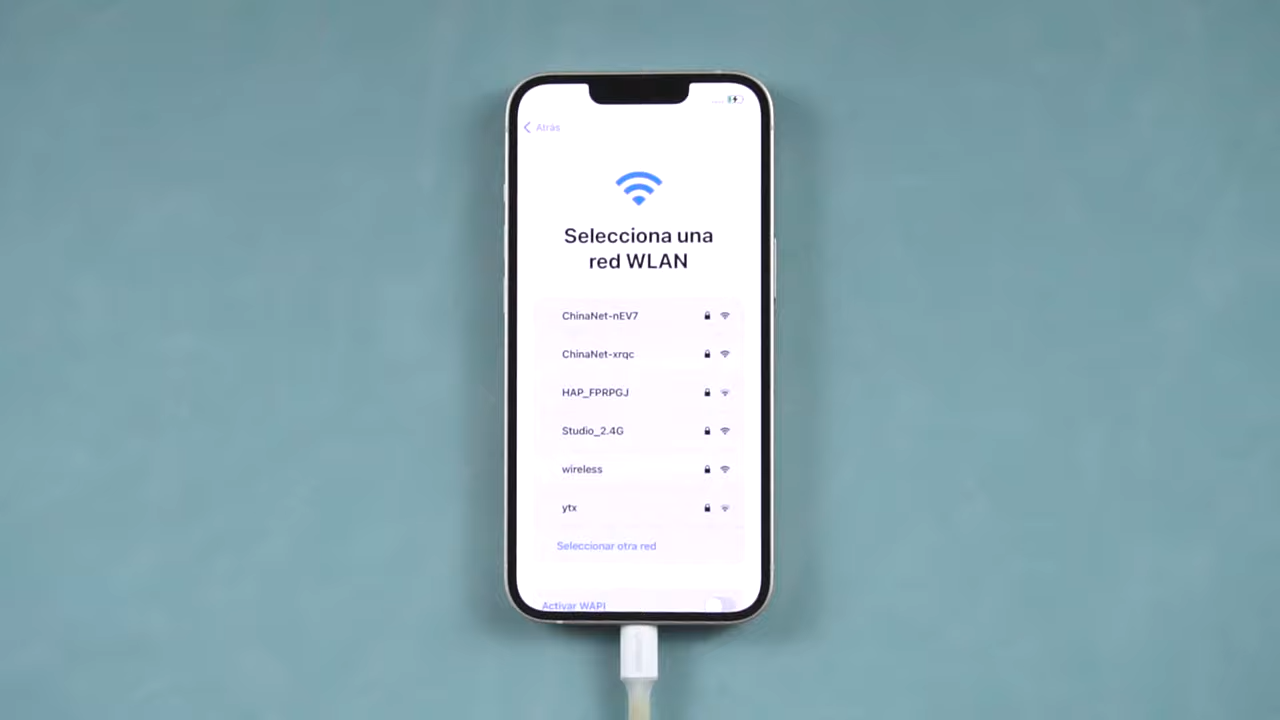 Atrás
Selecciona una
red WLAN
ChinaNet-nEV7
ChinaNet-xrqc
HAP_FPRPGJ
Studio_2.4G
wireless
ytx
Seleccionar otra red
Activar WAPI